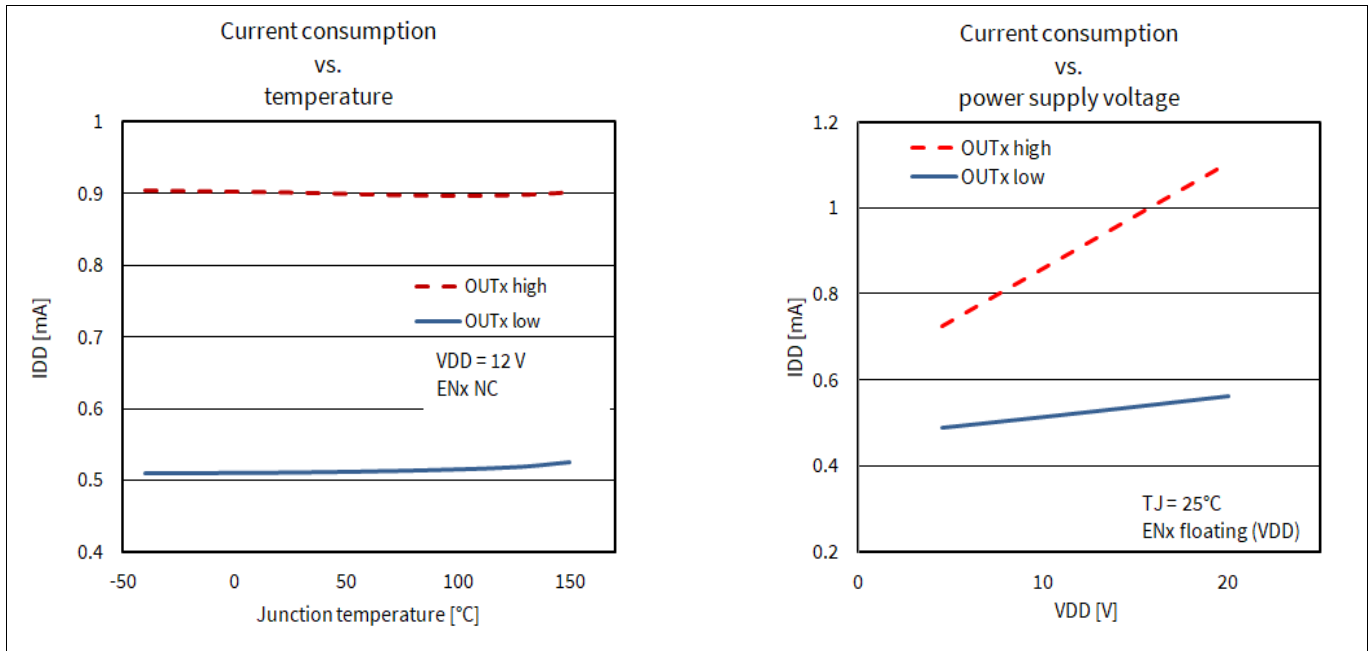 Current consumption
vs.
temperature
1
0.9
0.8
0.7
0.6
0.5
0.4
IDD [mA]
OUTx high
OUTx low
VDD = 12 V
ENx NC
-50 0 50 100 150
Junction temperature [°C]
Current consumption
vs.
power supply voltage
1.2
1
0.8
0.6
0.4
0.2
IDD [mA]
OUTx high
OUTx low
TJ = 25°C
ENx floating (VDD)
0 10 20
VDD [V]